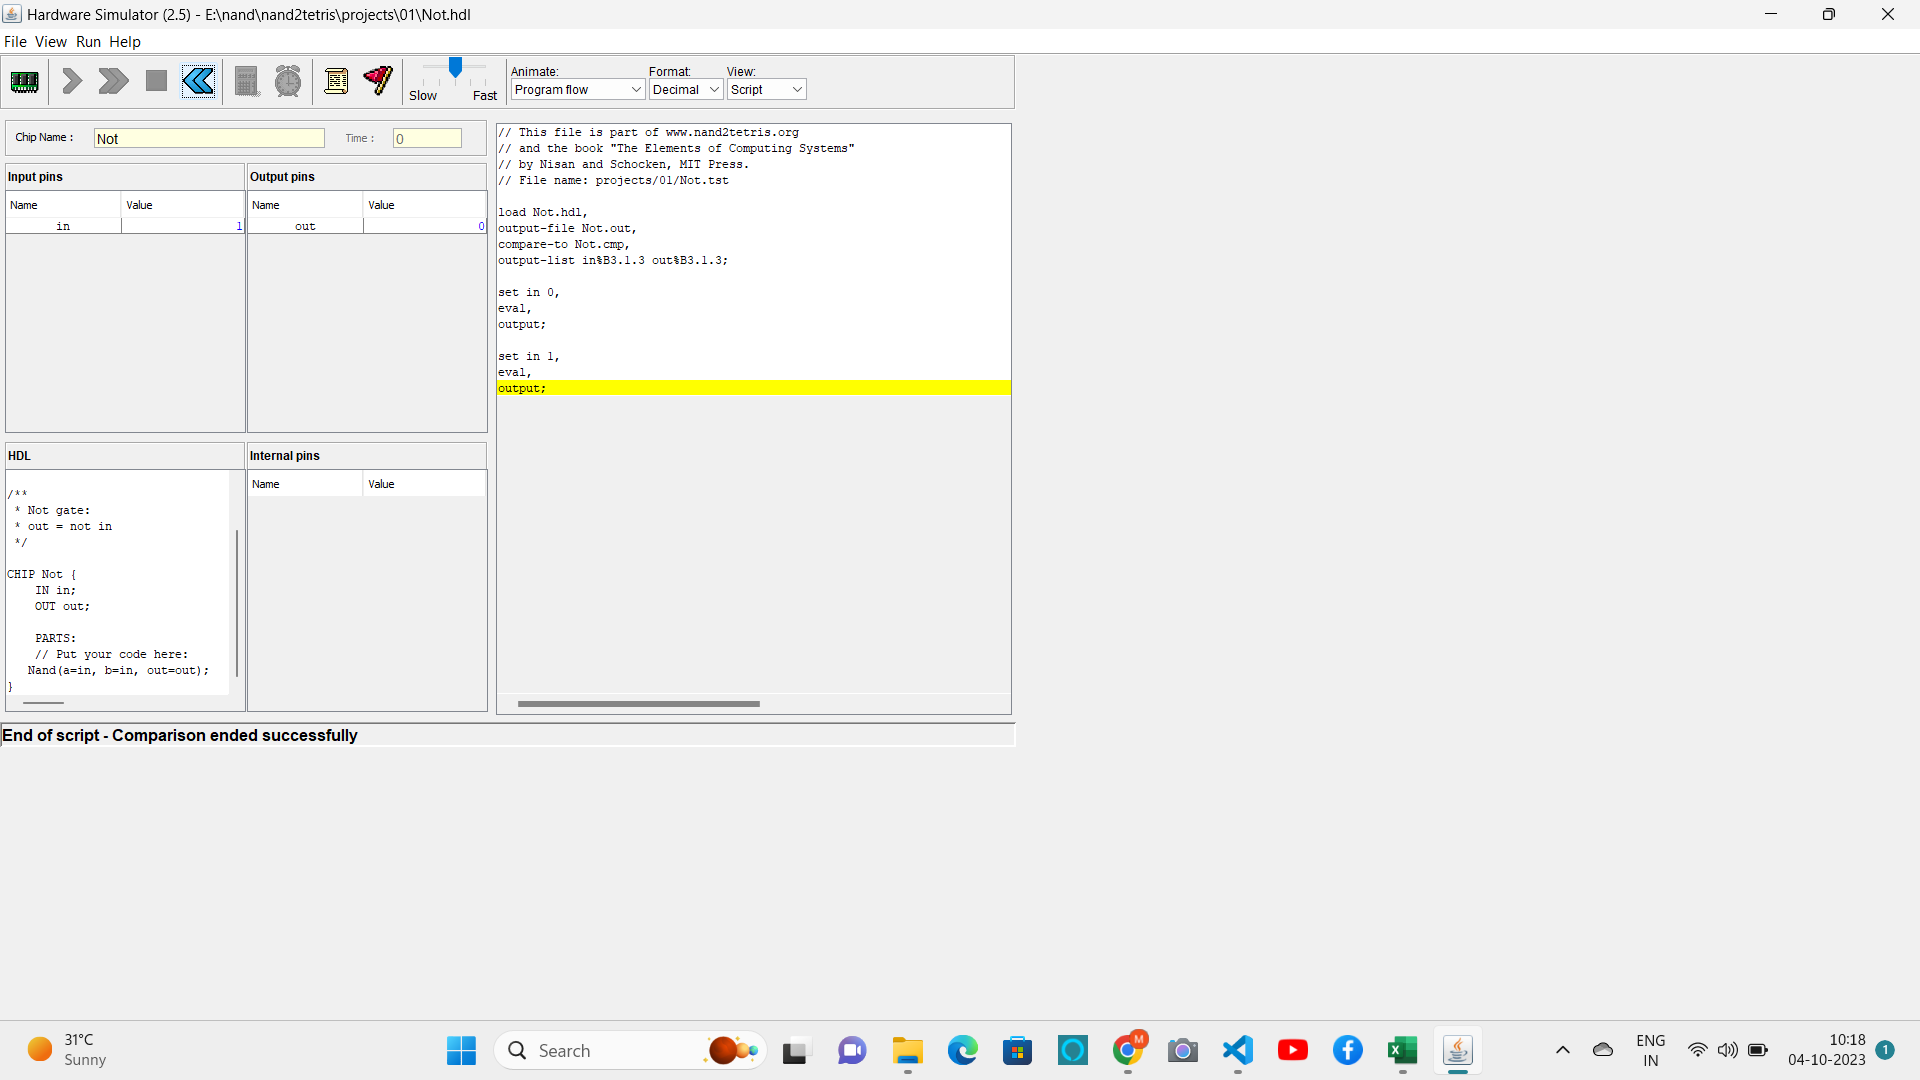 Hardware Simulator (2.5) - E:\nand\nand2tetris\projects\01\Not.hdl
File View Run Help
Slow Fast
Animate: Format: View:
Program flow Decimal Script
Chip Name : Not Time : 0
Input pins Output pins
Name Value Name Value
in 1 out 0
// This file is part of www.nand2tetris.org
// and the book "The Elements of Computing Systems"
// by Nisan and Schocken, MIT Press.
// File name: projects/01/Not.tst
load Not.hdl,
output-file Not.out,
compare-to Not.cmp,
output-list in%B3.1.3 out%B3.1.3;
set in 0,
eval,
output;
set in 1,
eval,
output;
HDL Internal pins
Name Value
/**
* Not gate:
* out = not in
*/
CHIP Not {
IN in;
OUT out;
PARTS:
// Put your code here:
Nand(a=in, b=in, out=out);
}
End of script - Comparison ended successfully
31°C
Sunny
Search
M
ENG
IN
10:18
04-10-2023
1